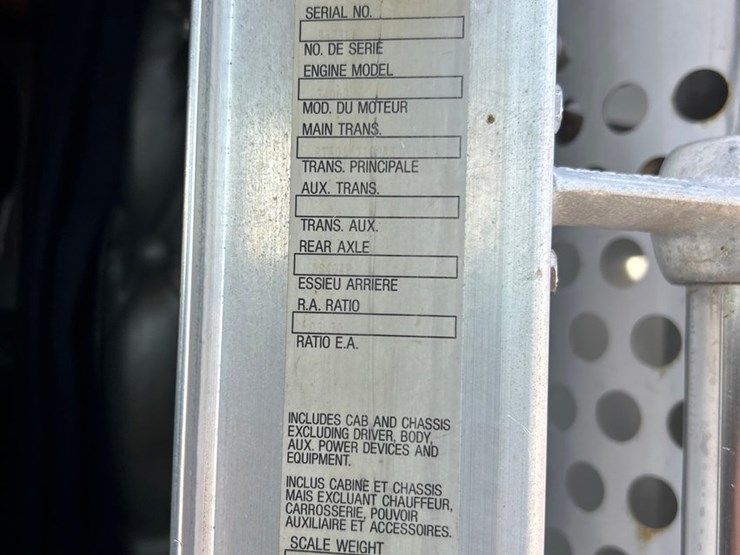 SERIAL NO.
NO. DE SERIE
ENGINE MODEL
MOD. DU MOTEUR
MAIN TRANS.
TRANS. PRINCIPALE
AUX. TRANS.
TRANS. AUX.
REAR AXLE
ESSIEU ARRIERE
R.A. RATIO
RATIO E.A.
INCLUDES CAB AND CHASSIS
EXCLUDING DRIVER, BODY,
AUX. POWER DEVICES AND
EQUIPMENT.
INCLUS CABINE ET CHASSIS
MAIS EXCLUANT CHAUFFEUR,
CARROSSERIE, POUVOIR
AUXILIAIRE ET ACCESSOIRES.
SCALE WEIGHT